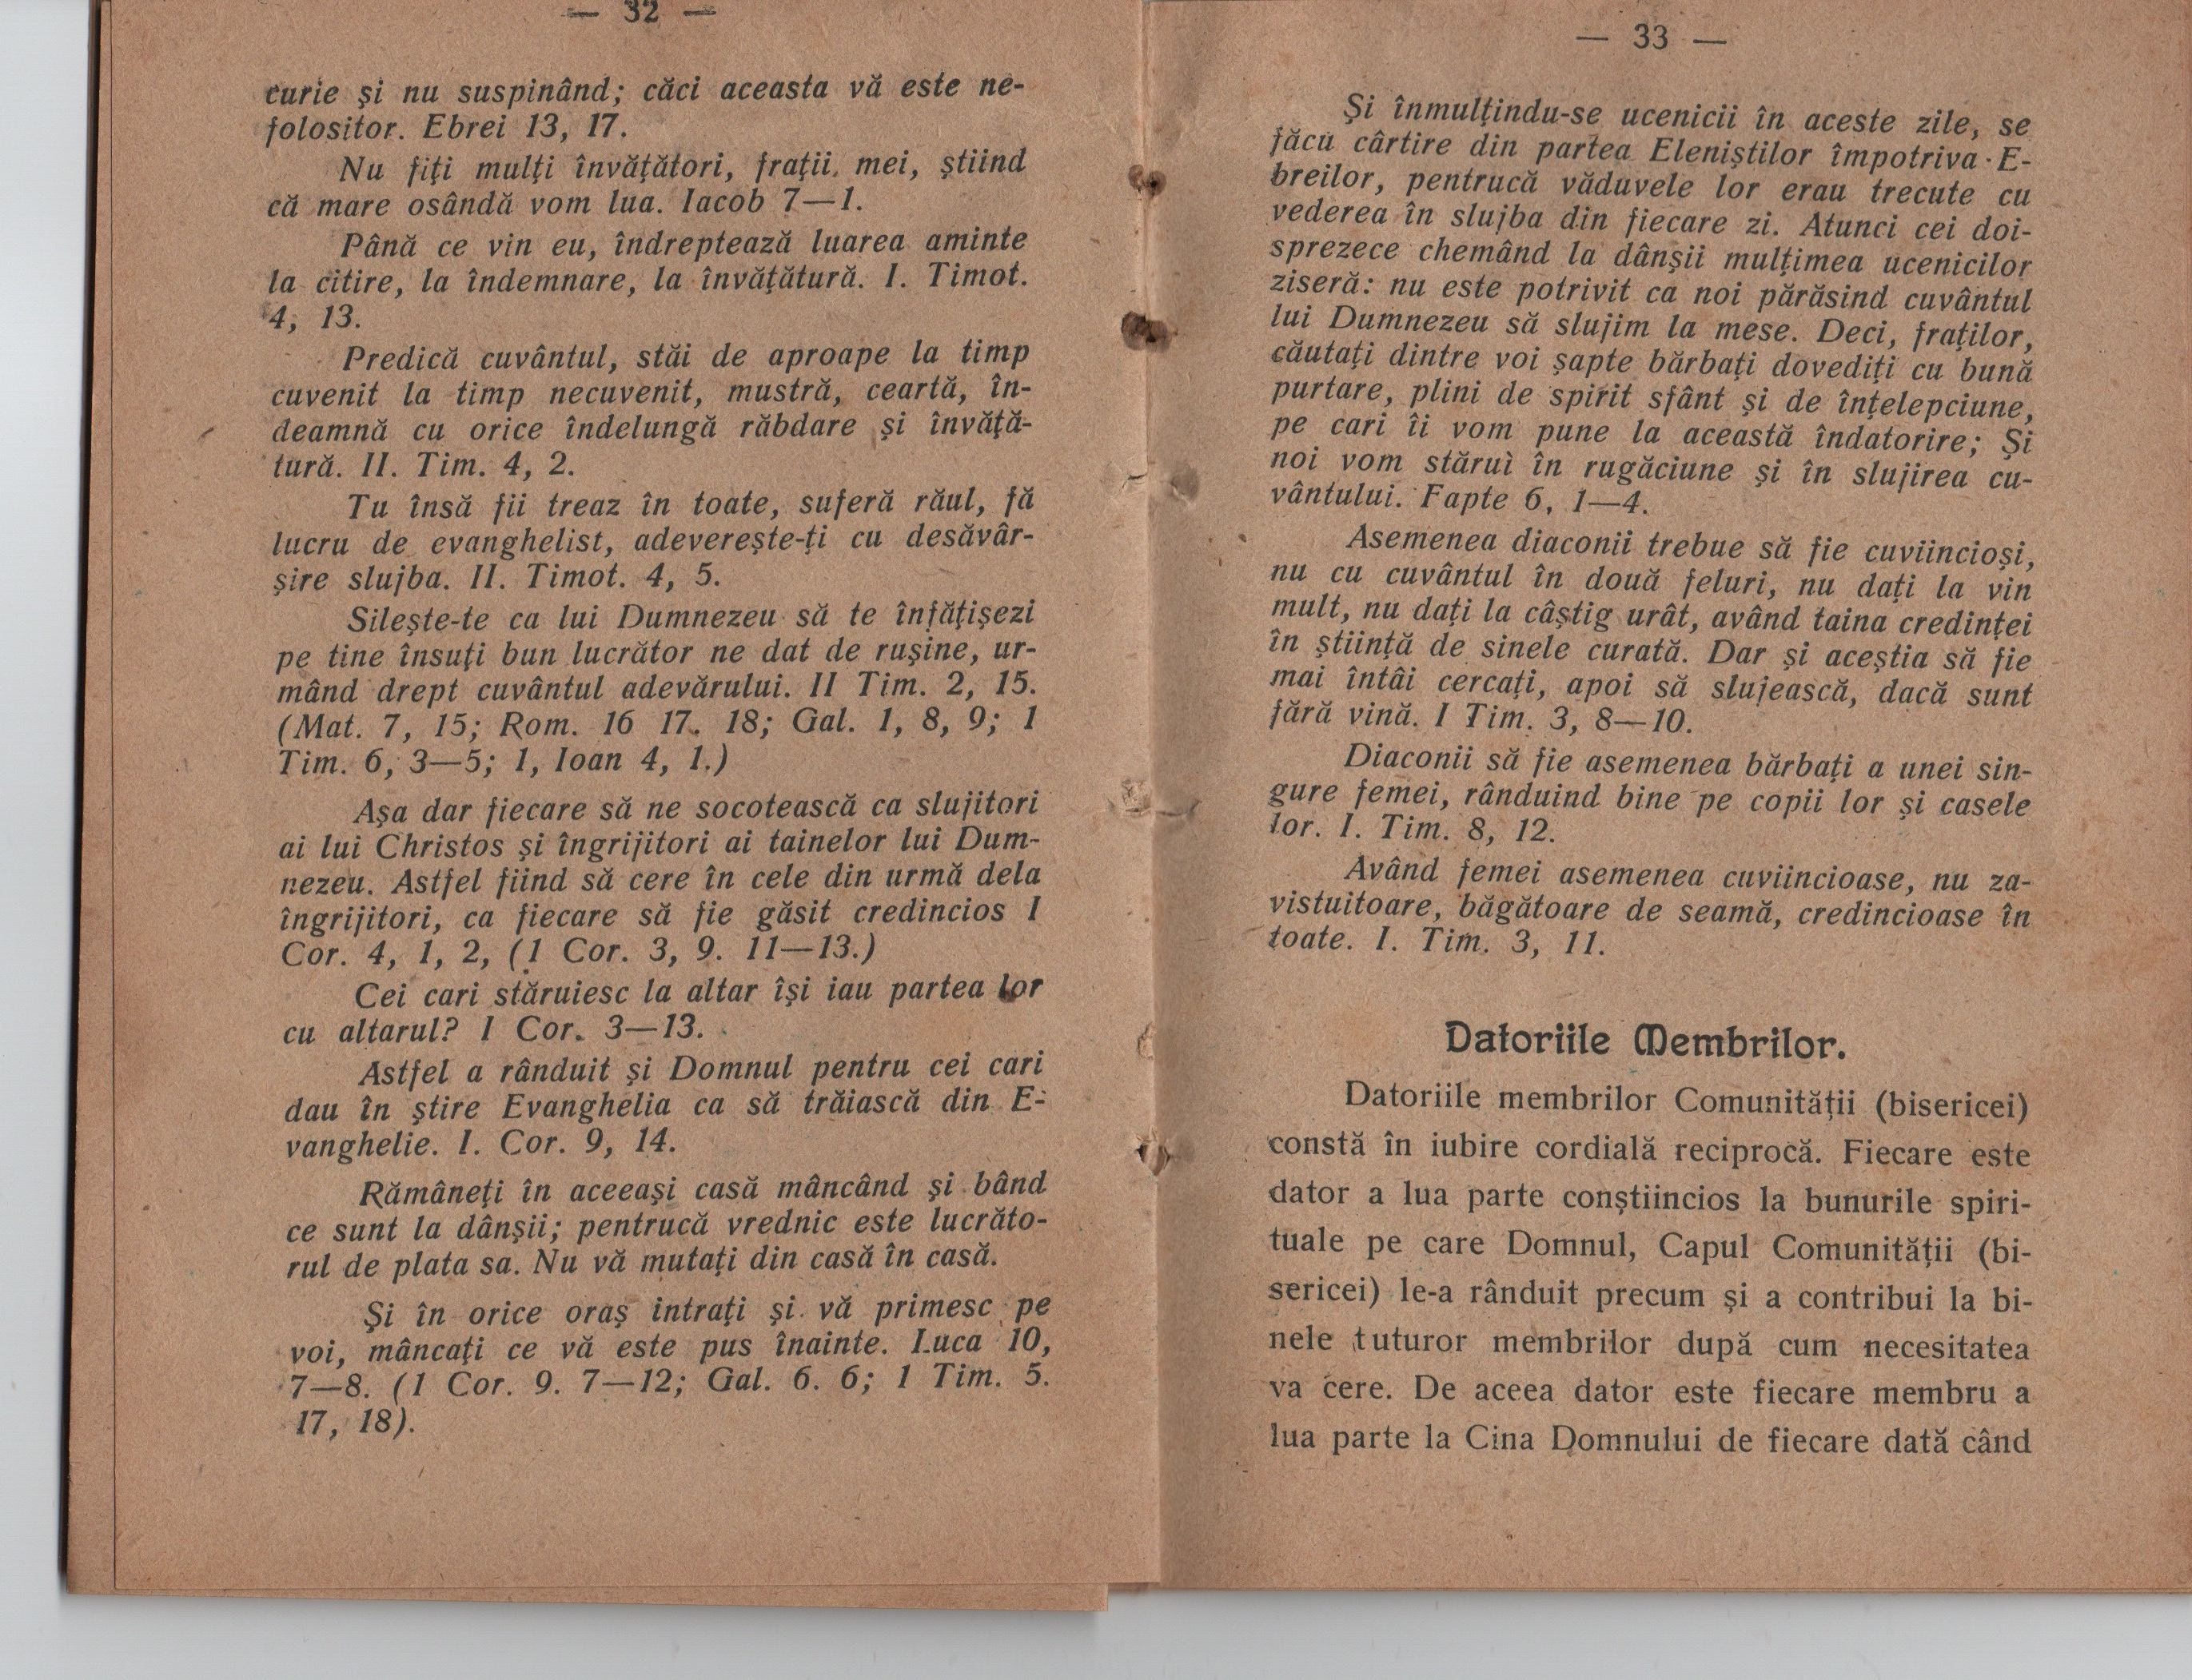 — 32 —
curie şi nu suspinând; căci aceasta vă este ne-
folositor. Ebrei 13, 17.
Nu fiţi mulţi învăţători, fraţii mei, ştiind
că mare osândă vom lua. Iacob 7—1.
Până ce vin eu, îndreptează luarea aminte
la citire, la îndemnare, la învăţătură. I. Timot.
4, 13.
Predică cuvântul, stăi de aproape la timp
cuvenit la timp necuvenit, mustră, ceartă, în-
deamnă cu orice îndelungă răbdare şi învăţă-
tură. II. Tim. 4, 2.
Tu însă fii treaz în toate, suferă răul, fă
lucru de evanghelist, adevereşte-ţi cu desăvâr-
şire slujba. II. Timot. 4, 5.
Sileşte-te ca lui Dumnezeu să te înfăţişezi
pe tine însuţi bun lucrător ne dat de ruşine, ur-
mând drept cuvântul adevărului. II Tim. 2, 15.
(Mat. 7, 15; Rom. 16 17. 18; Gal. 1, 8, 9; 1
Tim. 6, 3—5; 1, Ioan 4, 1.)
Aşa dar fiecare să ne socotească ca slujitori
ai lui Christos şi îngrijitori ai tainelor lui Dum-
nezeu. Astfel fiind să cere în cele din urmă dela
îngrijitori, ca fiecare să fie găsit credincios I
Cor. 4, 1, 2, (1 Cor. 3, 9. 11—13.)
Cei cari stăruiesc la altar îşi iau partea lor
cu altarul? I Cor. 3—13.
Astfel a rânduit şi Domnul pentru cei cari
dau în ştire Evanghelia ca să trăiască din E-
vanghelie. I. Cor. 9, 14.
Rămâneţi în aceeaşi casă mâncând şi bând
ce sunt la dânşii; pentrucă vrednic este lucrăto-
rul de plata sa. Nu vă mutaţi din casă în casă.
Şi în orice oraş intraţi şi vă primesc pe
voi, mâncaţi ce vă este pus înainte. Luca 10,
7—8. (1 Cor. 9. 7—12; Gal. 6. 6; 1 Tim. 5.
17, 18).
— 33 —
Şi înmulţindu-se ucenicii în aceste zile, se
făcu cârtire din partea Eleniştilor împotriva E-
breilor, pentrucă văduvele lor erau trecute cu
vederea în slujba din fiecare zi. Atunci cei doi-
sprezece chemând la dânşii mulţimea ucenicilor
ziseră: nu este potrivit ca noi părăsind cuvântul
lui Dumnezeu să slujim la mese. Deci, fraţilor,
căutaţi dintre voi şapte bărbaţi dovediţi cu bună
purtare, plini de spirit sfânt şi de înţelepciune,
pe cari îi vom pune la această îndatorire; Şi
noi vom stăruì în rugăciune şi în slujirea cu-
vântului. Fapte 6, 1—4.
Asemenea diaconii trebue să fie cuviincioşi,
nu cu cuvântul în două feluri, nu daţi la vin
mult, nu daţi la câştig urât, având taina credinţei
în ştiinţă de sinele curată. Dar şi aceştia să fie
mai întâi cercaţi, apoi să slujească, dacă sunt
fără vină. I Tim. 3, 8—10.
Diaconii să fie asemenea bărbaţi a unei sin-
gure femei, rânduind bine pe copii lor şi casele
lor. I. Tim. 8, 12.
Având femei asemenea cuviincioase, nu za-
vistuitoare, băgătoare de seamă, credincioase în
toate. I. Tim. 3, 11.
Datoriile Membrilor.
Datoriile membrilor Comunităţii (bisericei)
constă în iubire cordială reciprocă. Fiecare este
dator a lua parte conştiincios la bunurile spiri-
tuale pe care Domnul, Capul Comunităţii (bi-
sericei) le-a rânduit precum şi a contribui la bi-
nele tuturor membrilor după cum necesitatea
va cere. De aceea dator este fiecare membru a
lua parte la Cina Domnului de fiecare dată când